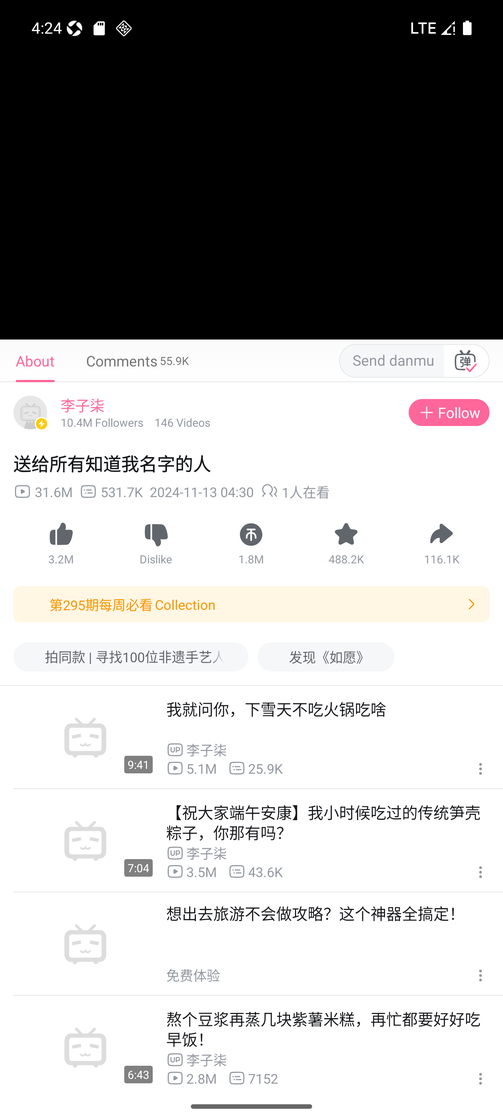 4:24
LTE
About
Comments 55.9K
Send danmu
弹
李子柒
10.4M Followers 146 Videos
+ Follow
送给所有知道我名字的人
31.6M 531.7K 2024-11-13 04:30 1人在看
3.2M
Dislike
1.8M
488.2K
116.1K
第295期每周必看 Collection
拍同款 | 寻找100位非遗手艺人
发现《如愿》
我就问你，下雪天不吃火锅吃啥
9:41
UP 李子柒
5.1M 25.9K
【祝大家端午安康】我小时候吃过的传统笋壳
粽子，你那有吗？
7:04
UP 李子柒
3.5M 43.6K
想出去旅游不会做攻略？这个神器全搞定！
免费体验
熬个豆浆再蒸几块紫薯米糕，再忙都要好好吃
早饭！
6:43
UP 李子柒
2.8M 7152